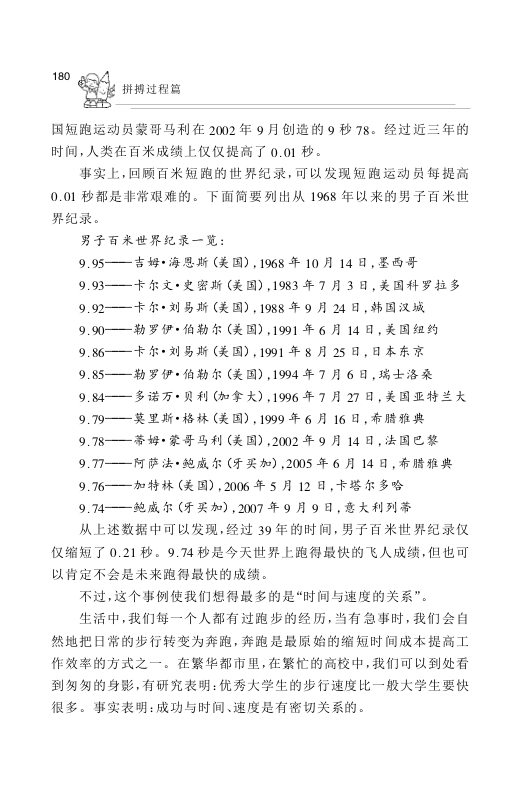 180
拼搏过程篇
国短跑运动员蒙哥马利在 2002 年 9 月创造的 9 秒 78。经过近三年的
时间,人类在百米成绩上仅仅提高了 0.01 秒。
事实上,回顾百米短跑的世界纪录,可以发现短跑运动员每提高
0.01 秒都是非常艰难的。下面简要列出从 1968 年以来的男子百米世
界纪录。
男子百米世界纪录一览:
9.95——吉姆·海恩斯(美国),1968 年 10 月 14 日,墨西哥
9.93——卡尔文·史密斯(美国),1983 年 7 月 3 日,美国科罗拉多
9.92——卡尔·刘易斯(美国),1988 年 9 月 24 日,韩国汉城
9.90——勒罗伊·伯勒尔(美国),1991 年 6 月 14 日,美国纽约
9.86——卡尔·刘易斯(美国),1991 年 8 月 25 日,日本东京
9.85——勒罗伊·伯勒尔(美国),1994 年 7 月 6 日,瑞士洛桑
9.84——多诺万·贝利(加拿大),1996 年 7 月 27 日,美国亚特兰大
9.79——莫里斯·格林(美国),1999 年 6 月 16 日,希腊雅典
9.78——蒂姆·蒙哥马利(美国),2002 年 9 月 14 日,法国巴黎
9.77——阿萨法·鲍威尔(牙买加),2005 年 6 月 14 日,希腊雅典
9.76——加特林(美国),2006 年 5 月 12 日,卡塔尔多哈
9.74——鲍威尔(牙买加),2007 年 9 月 9 日,意大利列蒂
从上述数据中可以发现,经过 39 年的时间,男子百米世界纪录仅
仅缩短了 0.21 秒。9.74 秒是今天世界上跑得最快的飞人成绩,但也可
以肯定不会是未来跑得最快的成绩。
不过,这个事例使我们想得最多的是“时间与速度的关系”。
生活中,我们每一个人都有过跑步的经历,当有急事时,我们会自
然地把日常的步行转变为奔跑,奔跑是最原始的缩短时间成本提高工
作效率的方式之一。在繁华都市里,在繁忙的高校中,我们可以到处看
到匆匆的身影,有研究表明:优秀大学生的步行速度比一般大学生要快
很多。事实表明:成功与时间、速度是有密切关系的。